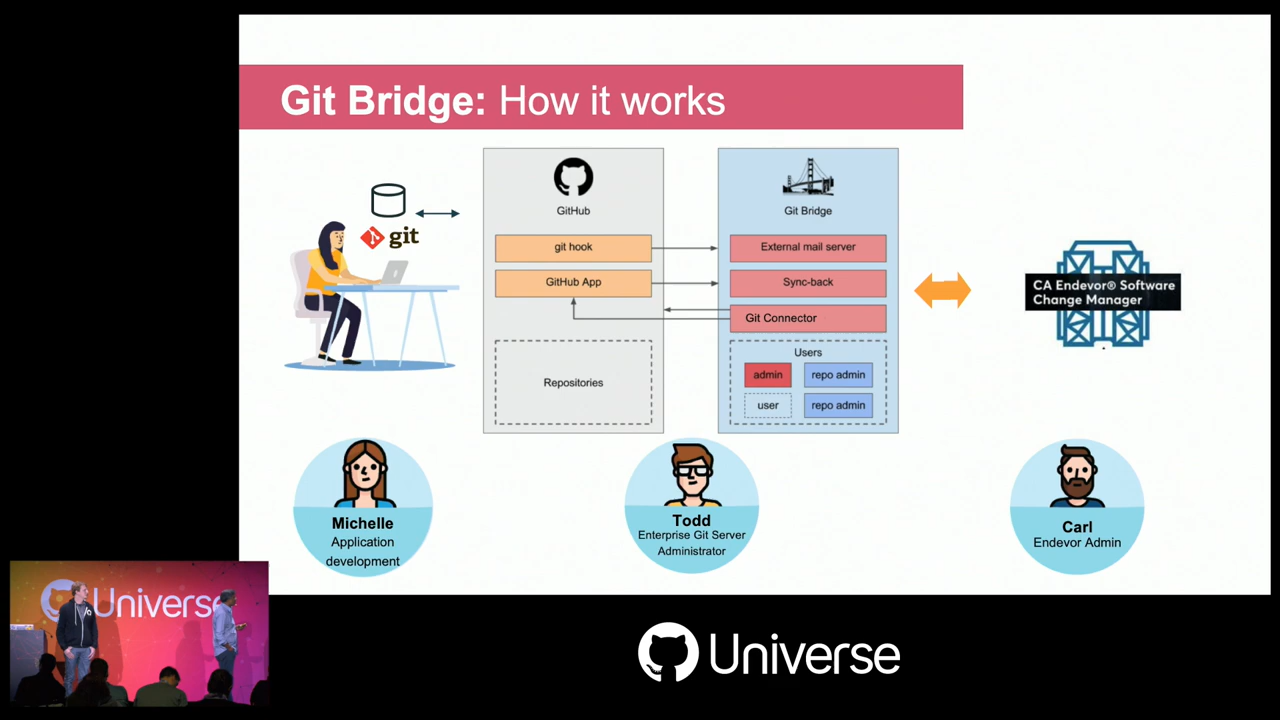 Git Bridge: How it works
git
GitHub
git hook
GitHub App
Repositories
Git Bridge
External mail server
Sync-back
Git Connector
Users
admin
repo admin
user
repo admin
CA Endevor® Software
Change Manager
Michelle
Application
development
Todd
Enterprise Git Server
Administrator
Carl
Endevor Admin
Universe
Universe